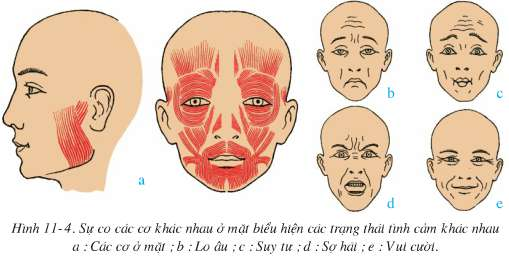 a
b
c
d
e
Hình 11-4. Sự co các cơ khác nhau ở mặt biểu hiện các trạng thái tình cảm khác nhau
a : Các cơ ở mặt ; b : Lo âu ; c : Suy tư ; d : Sợ hãi ; e : Vui cười.